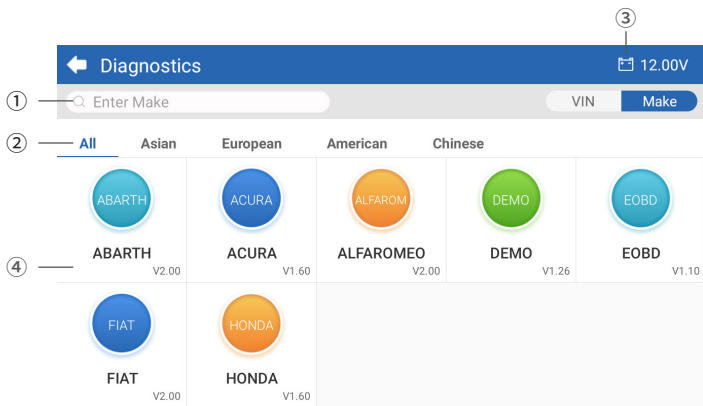 ③
Diagnostics 12.00V
① Enter Make VIN Make
② All Asian European American Chinese
ABARTH ACURA ALFAROM DEMO EOBD
ABARTH ACURA ALFAROMEO DEMO EOBD
④ V2.00 V1.60 V2.00 V1.26 V1.10
FIAT HONDA
FIAT HONDA
V2.00 V1.60